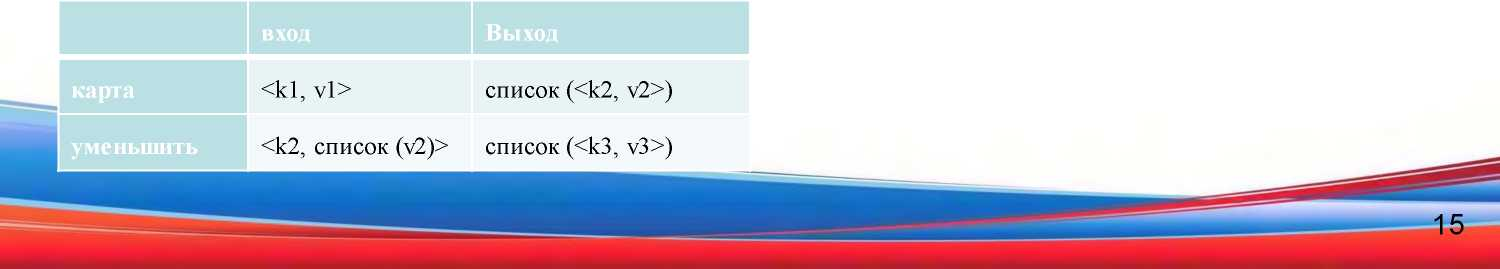 вход Выход
карта <k1, v1> список (<k2, v2>)
уменьшить <k2, список (v2)> список (<k3, v3>)
15